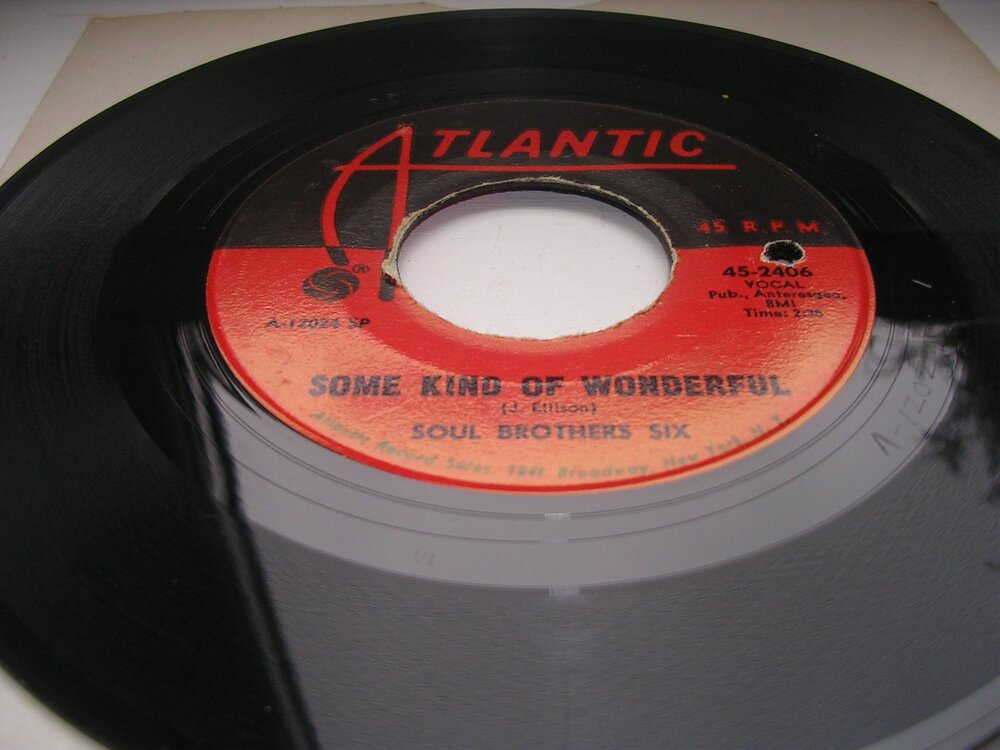 ATLANTIC
45 R.P.M.
®
45-2406
VOCAL
Pub., 
BMI
Time: 2:35
A-12024 SP
SOME KIND OF WONDERFUL
(J. Ellison)
SOUL BROTHERS SIX
Atlantic Record Sales, 1841 Broadway, New York, N. Y.
A-120